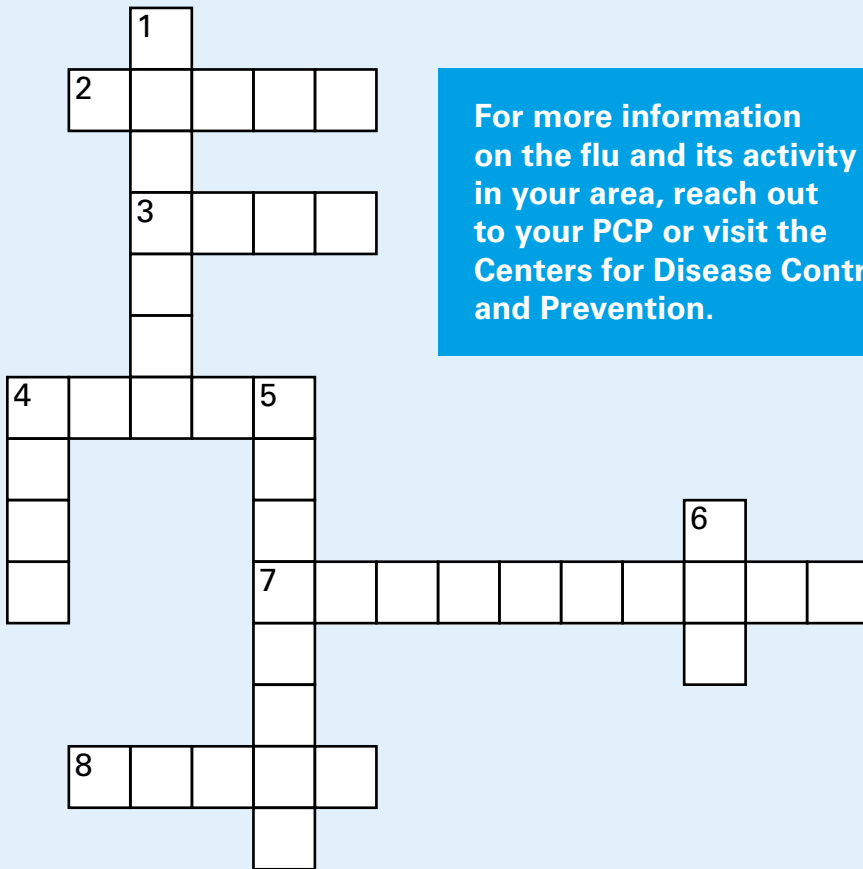 1
2
For more information
on the flu and its activity
in your area, reach out
3
to your PCP or visit the
Centers for Disease Contr
and Prevention.
4
5
6
7
8